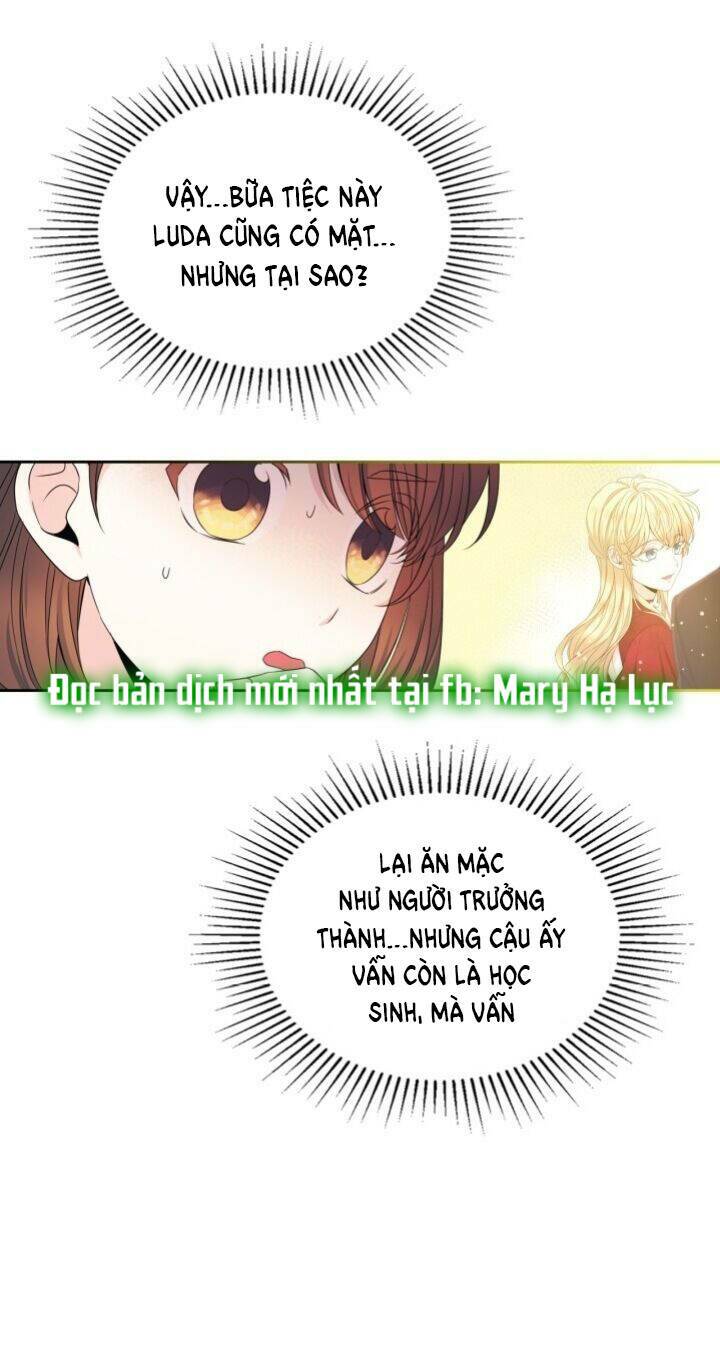 VẬY...BỮA TIỆC NÀY
LUDA CŨNG CÓ MẶT...
NHƯNG TẠI SAO?
Đọc bản dịch mới nhất tại fb: Mary Hạ Lục
LẠI ĂN MẶC
NHƯ NGƯỜI TRƯỞNG
THÀNH...NHƯNG CẬU ẤY
VẪN CÒN LÀ HỌC
SINH, MÀ VẪN